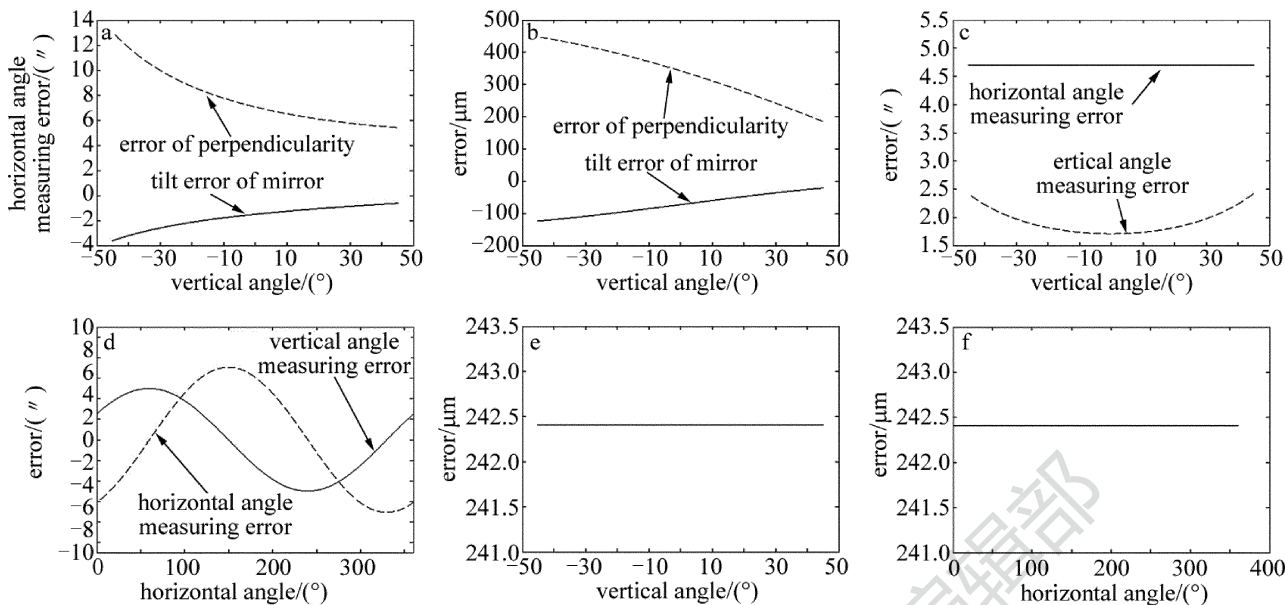 a
14
12
10
8
6
4
2
0
−2
−4
−50
−30
−10
10
30
50
horizontal angle
measuring error/(″)
error of perpendicularity
tilt error of mirror
vertical angle/(°)
b
500
400
300
200
100
0
−100
−200
−50
−30
−10
10
30
50
error/μm
error of perpendicularity
tilt error of mirror
vertical angle/(°)
c
5.5
5.0
4.5
4.0
3.5
3.0
2.5
2.0
1.5
−50
−30
−10
10
30
50
error/(″)
horizontal angle
measuring error
ertical angle
measuring error
vertical angle/(°)
d
10
8
6
4
2
0
−2
−4
−6
−8
−10
0
100
200
300
error/(″)
vertical angle
measuring error
horizontal angle
measuring error
horizontal angle/(°)
e
243.5
243.0
242.5
242.0
241.5
241.0
−50
−30
−10
10
30
50
error/μm
vertical angle/(°)
f
243.5
243.0
242.5
242.0
241.5
241.0
0
100
200
300
400
error/μm
horizontal angle/(°)
辑部